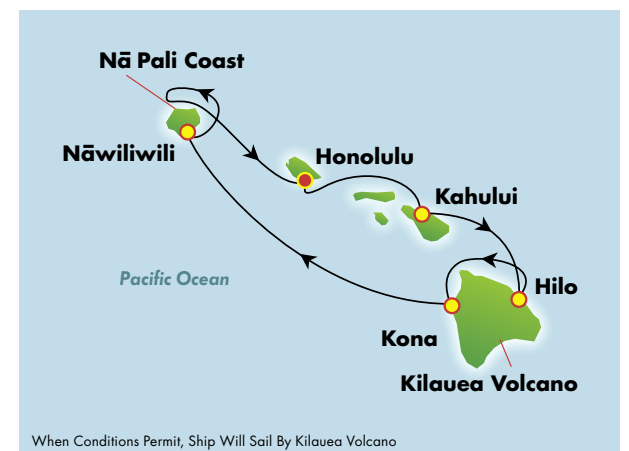 Nā Pali Coast
Nāwiliwili
Honolulu
Kahului
Pacific Ocean
Hilo
Kona
Kilauea Volcano
When Conditions Permit, Ship Will Sail By Kilauea Volcano